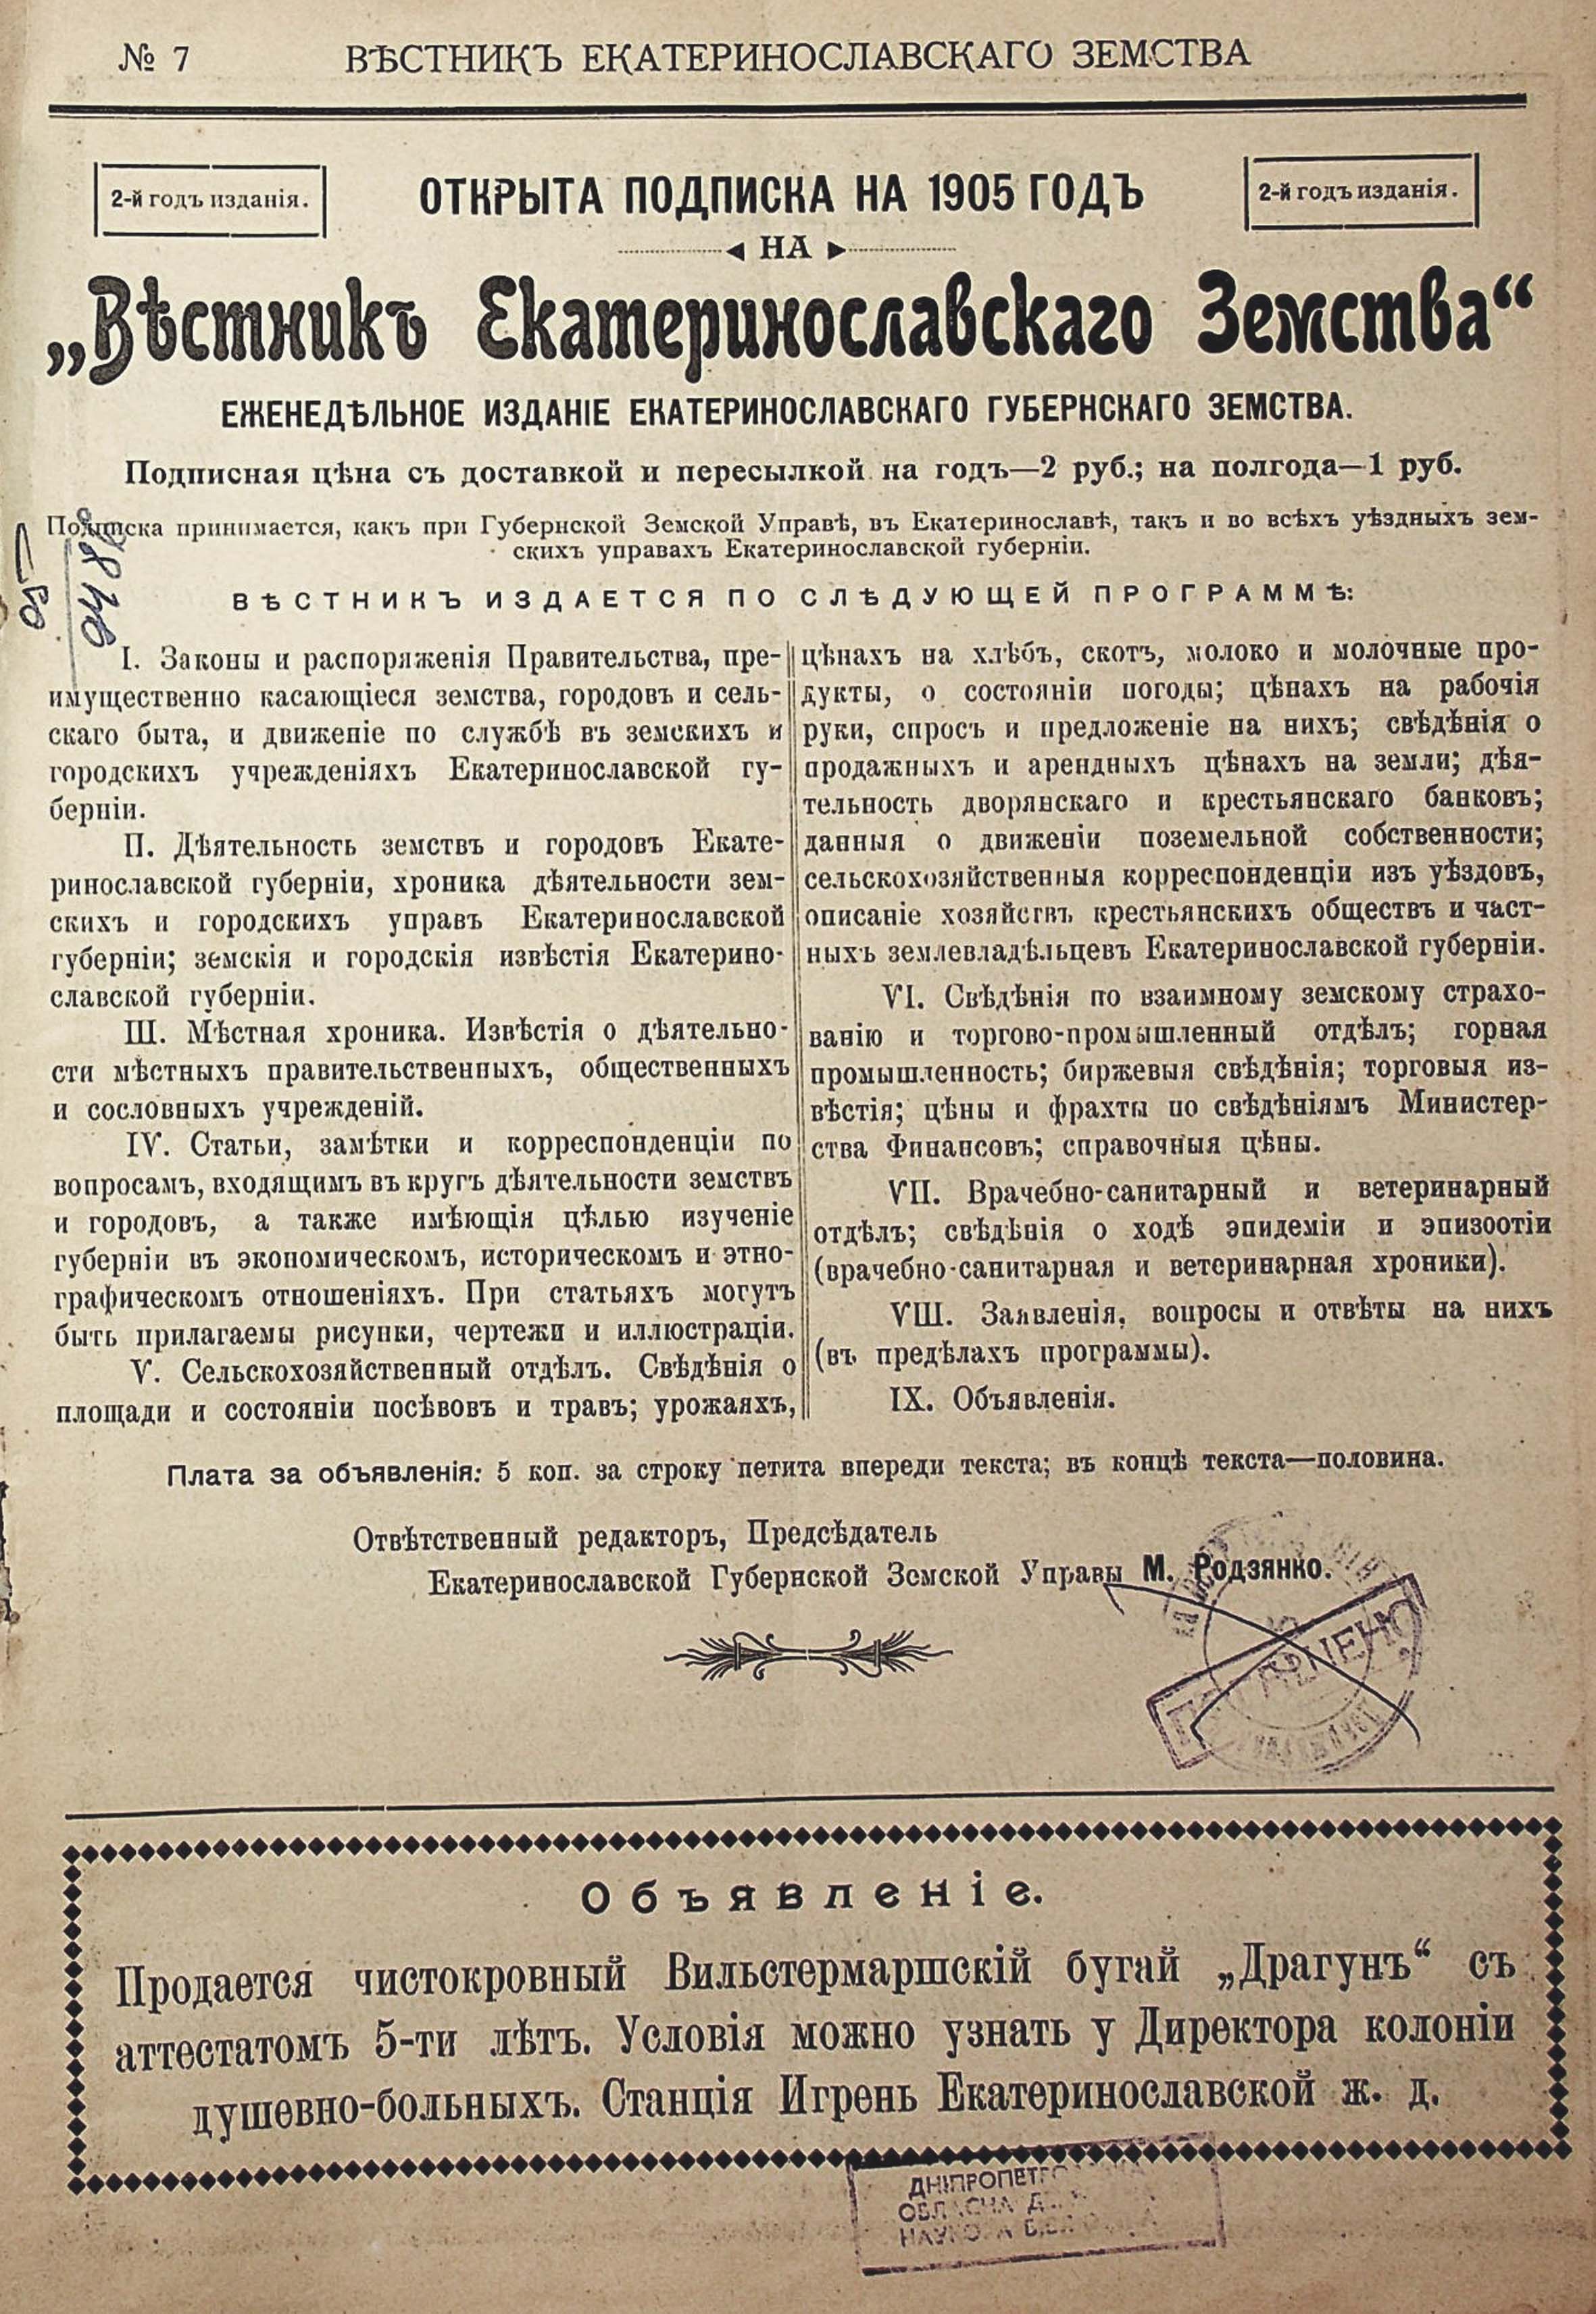 № 7
ВѢСТНИКЪ ЕКАТЕРИНОСЛАВСКАГО ЗЕМСТВА
2-й годъ изданія.
ОТКРЫТА ПОДПИСКА НА 1905 ГОДЪ
2-й годъ изданія.
НА
„Вѣстникъ Екатеринославскаго Земства“
ЕЖЕНЕДѢЛЬНОЕ ИЗДАНІЕ ЕКАТЕРИНОСЛАВСКАГО ГУБЕРНСКАГО ЗЕМСТВА.
Подписная цѣна съ доставкой и пересылкой на годъ—2 руб.; на полгода—1 руб.
Подписка принимается, какъ при Губернской Земской Управѣ, въ Екатеринославѣ, такъ и во всѣхъ уѣздныхъ зем-
скихъ управахъ Екатеринославской губерніи.
ВѢСТНИКЪ ИЗДАЕТСЯ ПО СЛѢДУЮЩЕЙ ПРОГРАММѢ:
I. Законы и распоряженія Правительства, пре-
имущественно касающіеся земства, городовъ и сель-
скаго быта, и движеніе по службѣ въ земскихъ и
городскихъ учрежденіяхъ Екатеринославской гу-
берніи.
II. Дѣятельность земствъ и городовъ Екате-
ринославской губерніи, хроника дѣятельности зем-
скихъ и городскихъ управъ Екатеринославской
губерніи; земскія и городскія извѣстія Екатерино-
славской губерніи.
III. Мѣстная хроника. Извѣстія о дѣятельно-
сти мѣстныхъ правительственныхъ, общественныхъ
и сословныхъ учрежденій.
IV. Статьи, замѣтки и корреспонденціи по
вопросамъ, входящимъ въ кругъ дѣятельности земствъ
и городовъ, а также имѣющія цѣлью изученіе
губерніи въ экономическомъ, историческомъ и этно-
графическомъ отношеніяхъ. При статьяхъ могутъ
быть прилагаемы рисунки, чертежи и иллюстраціи.
V. Сельскохозяйственный отдѣлъ. Свѣдѣнія о
площади и состояніи посѣвовъ и травъ; урожаяхъ,
цѣнахъ на хлѣбъ, скотъ, молоко и молочные про-
дукты, о состояніи погоды; цѣнахъ на рабочія
руки, спросъ и предложеніе на нихъ; свѣдѣнія о
продажныхъ и арендныхъ цѣнахъ на земли; дѣя-
тельность дворянскаго и крестьянскаго банковъ;
данныя о движеніи поземельной собственности;
сельскохозяйственныя корреспонденціи изъ уѣздовъ,
описаніе хозяйствъ крестьянскихъ обществъ и част-
ныхъ землевладѣльцевъ Екатеринославской губерніи.
VI. Свѣдѣнія по взаимному земскому страхо-
ванію и торгово-промышленный отдѣлъ; горная
промышленность; биржевыя свѣдѣнія; торговыя из-
вѣстія; цѣны и фрахты по свѣдѣніямъ Министер-
ства Финансовъ; справочныя цѣны.
VII. Врачебно-санитарный и ветеринарный
отдѣлъ; свѣдѣнія о ходѣ эпидеміи и эпизоотіи
(врачебно-санитарная и ветеринарная хроники).
VIII. Заявленія, вопросы и отвѣты на нихъ
(въ предѣлахъ программы).
IX. Объявленія.
Плата за объявленія: 5 коп. за строку петита впереди текста; въ концѣ текста—половина.
Отвѣтственный редакторъ, Предсѣдатель
Екатеринославской Губернской Земской Управы М. Родзянко.
Объявленіе.
Продается чистокровный Вильстермаршскій бугай „Драгунъ“ съ
аттестатомъ 5-ти лѣтъ. Условія можно узнать у Директора колоніи
душевно-больныхъ. Станція Игрень Екатеринославской ж. д.